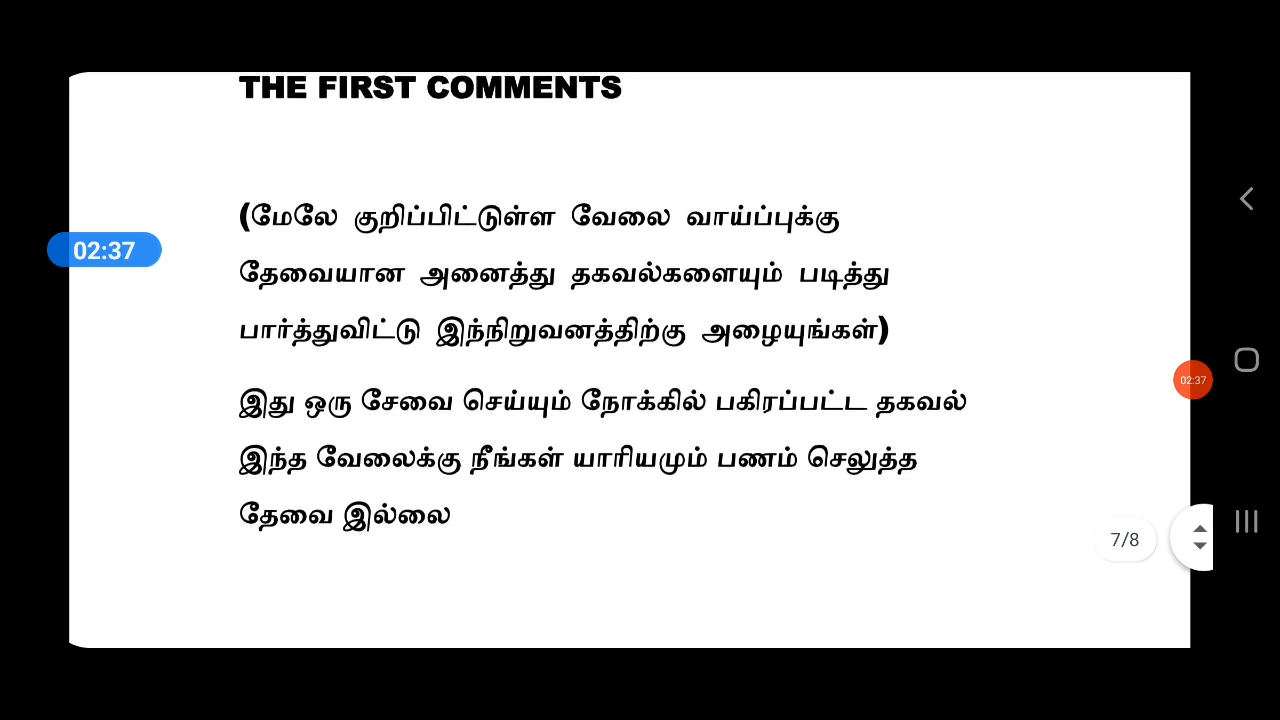 THE FIRST COMMENTS
(மேலே குறிப்பிட்டுள்ள வேலை வாய்ப்புக்கு
தேவையான அனைத்து தகவல்களையும் படித்து
பார்த்துவிட்டு இந்நிறுவனத்திற்கு அழையுங்கள்)
02:37
இது ஒரு சேவை செய்யும் நோக்கில் பகிரப்பட்ட தகவல்
இந்த வேலைக்கு நீங்கள் யாரியமும் பணம் செலுத்த
தேவை இல்லை
02:37
7/8